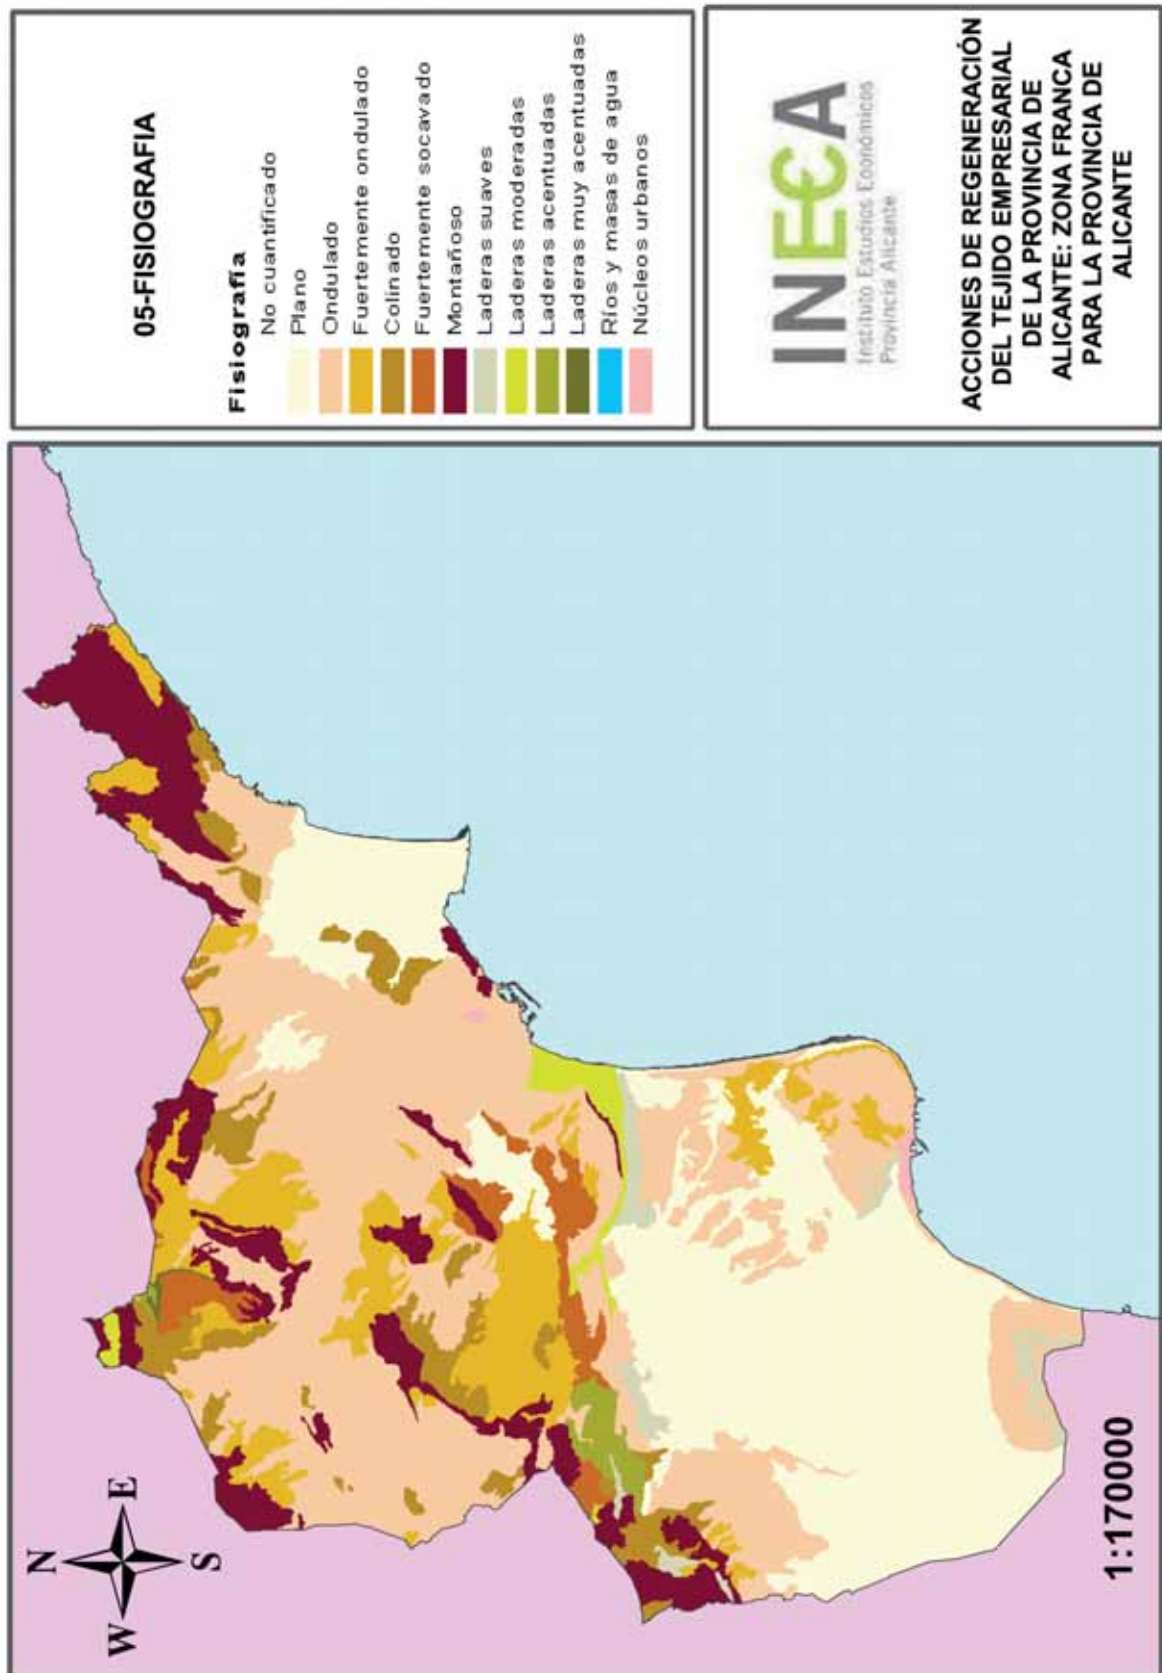 05-FISIOGRAFIA
Fisiografía
No cuantificado
Plano
Ondulado
Fuertemente ondulado
Colinado
Fuertemente socavado
Montañoso
Laderas suaves
Laderas moderadas
Laderas acentuadas
Laderas muy acentuadas
Ríos y masas de agua
Núcleos urbanos
INE€A
Instituto Estudios Económicos
Provincia Alicante
ACCIONES DE REGENERACIÓN
DEL TEJIDO EMPRESARIAL
DE LA PROVINCIA DE
ALICANTE: ZONA FRANCA
PARA LA PROVINCIA DE
ALICANTE
N
W
E
S
1:170000